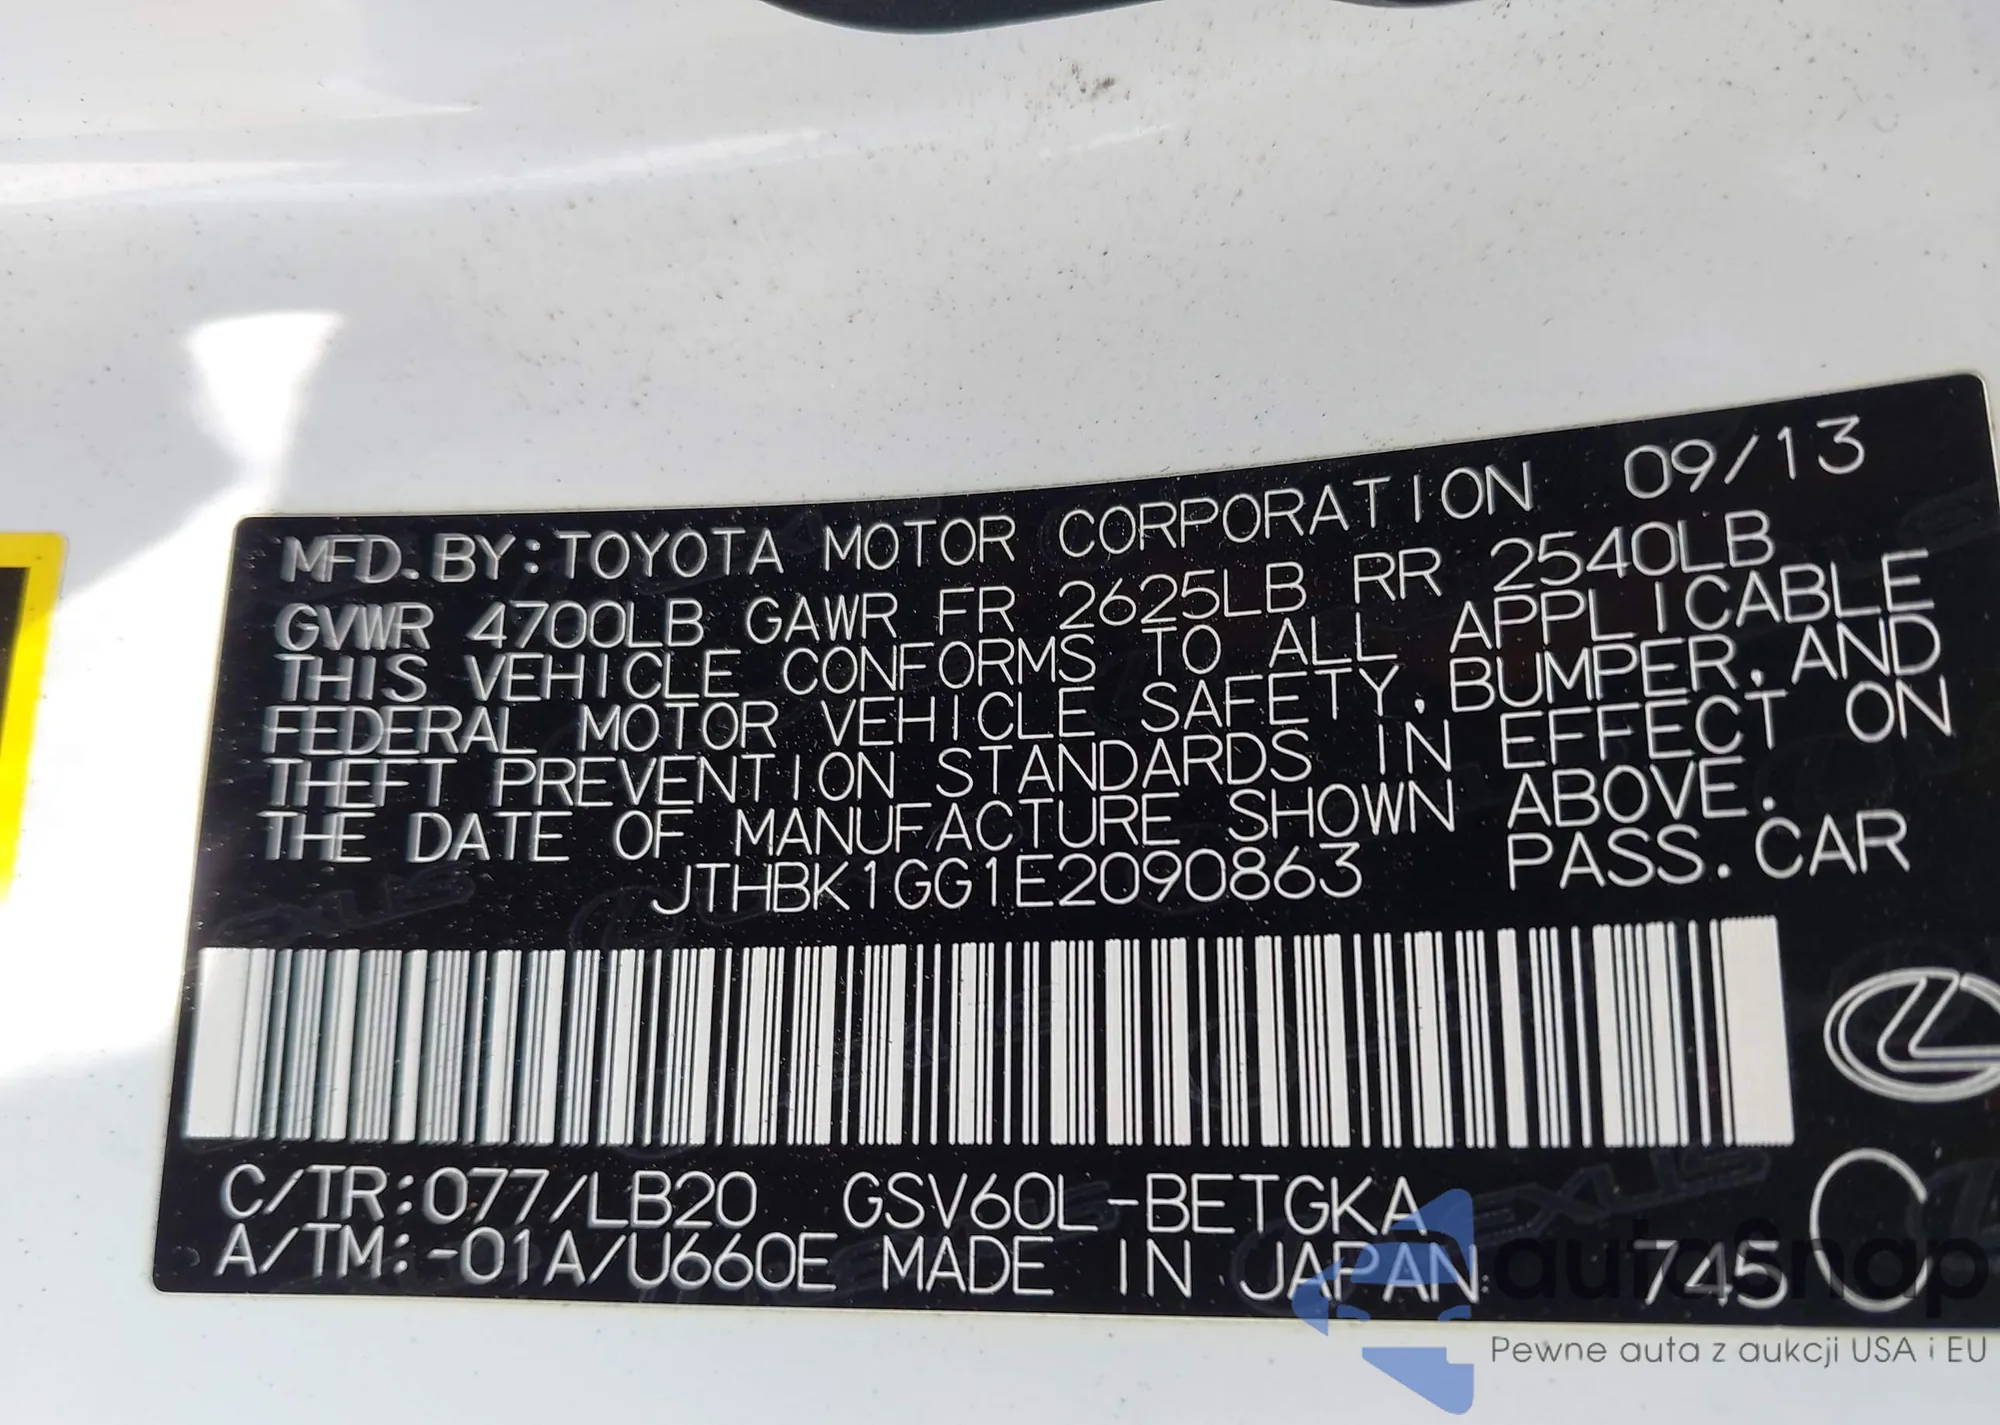 MFD. BY: TOYOTA MOTOR CORPORATION 09/13
GVWR 4700LB GAWR FR 2625LB RR 2540LB
THIS VEHICLE CONFORMS TO ALL APPLICABLE
FEDERAL MOTOR VEHICLE SAFETY, BUMPER, AND
THEFT PREVENTION STANDARDS IN EFFECT ON
THE DATE OF MANUFACTURE SHOWN ABOVE.
JTHBK1GG1E2090863 PASS. CAR
C/TR: 077/LB20 GSV60L-BETGKA
A/TM: -01A/U660E MADE IN JAPAN 745
autosnap
Pewne auta z aukcji USA i EU